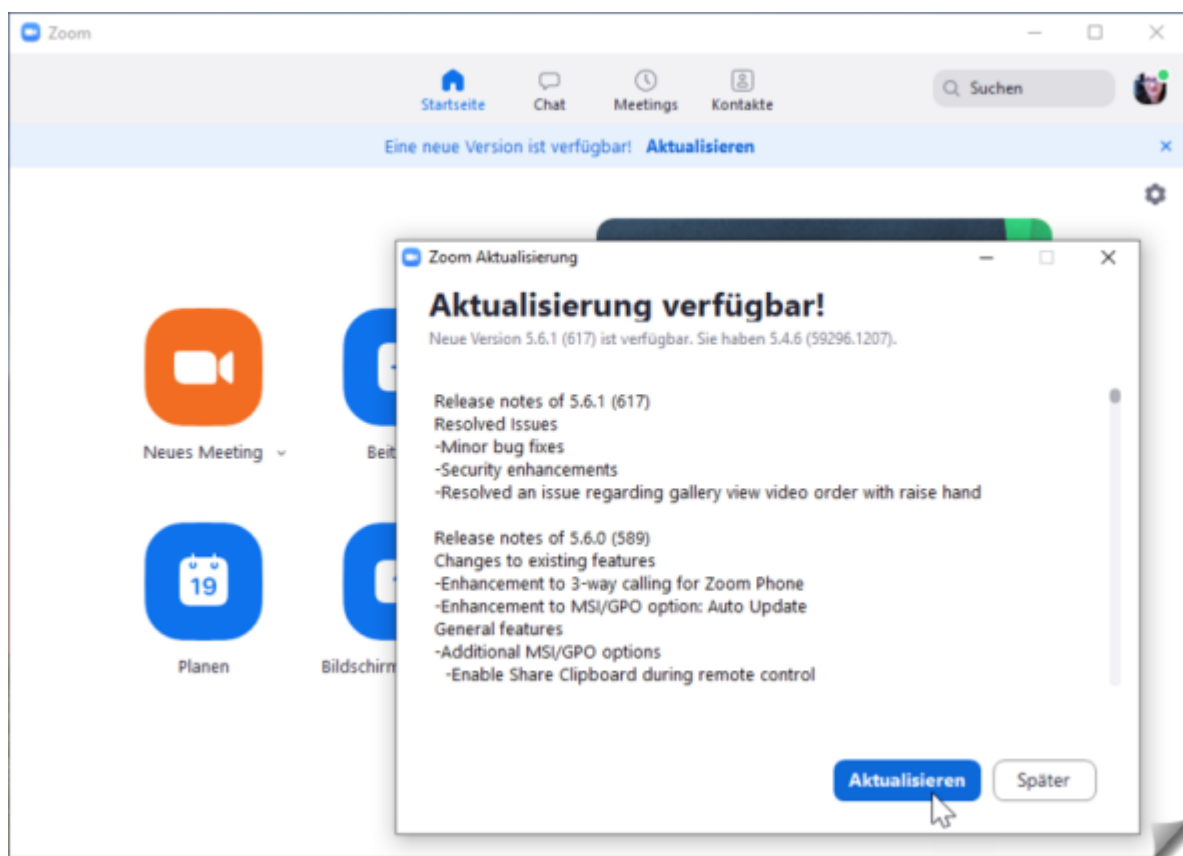 Zoom
Startseite
Chat
Meetings
Kontakte
Suchen
Eine neue Version ist verfügbar! Aktualisieren
Zoom Aktualisierung
Aktualisierung verfügbar!
Neue Version 5.6.1 (617) ist verfügbar. Sie haben 5.4.6 (59296.1207).
Release notes of 5.6.1 (617)
Resolved Issues
-Minor bug fixes
-Security enhancements
-Resolved an issue regarding gallery view video order with raise hand
Release notes of 5.6.0 (589)
Changes to existing features
-Enhancement to 3-way calling for Zoom Phone
-Enhancement to MSI/GPO option: Auto Update
General features
-Additional MSI/GPO options
-Enable Share Clipboard during remote control
Aktualisieren
Später
Neues Meeting
Beit
19
Planen
Bildschirm